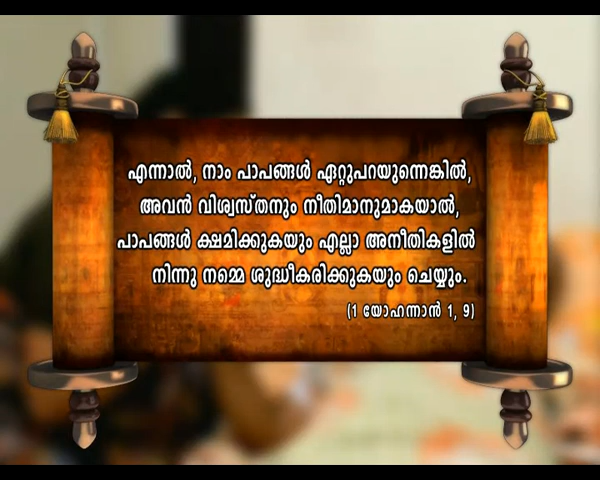 എന്നാൽ, നാം പാപങ്ങൾ ഏറ്റുപറയുന്നെങ്കിൽ,
അവൻ വിശ്വസ്തനും നീതിമാനുമാകയാൽ,
പാപങ്ങൾ ക്ഷമിക്കുകയും എല്ലാ അനീതികളിൽ
നിന്നു നമ്മെ ശുദ്ധീകരിക്കുകയും ചെയ്യും.
(1 യോഹന്നാൻ 1, 9)